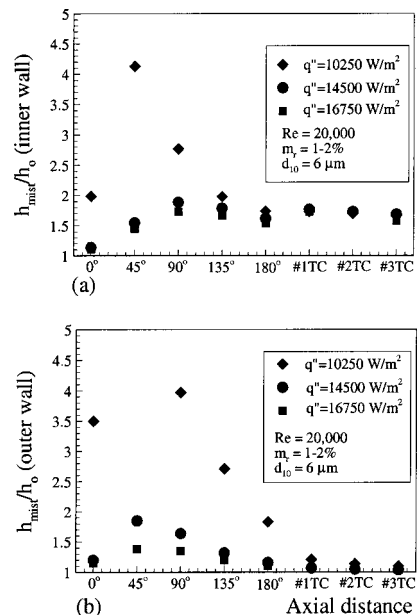 5
4.5
4
3.5
3
2.5
2
1.5
1
h_mist/h_o (inner wall)
q"=10250 W/m²
q"=14500 W/m²
q"=16750 W/m²
Re = 20,000
m_r = 1-2%
d_10 = 6 μm
0° 45° 90° 135° 180° #1TC #2TC #3TC
(a)
5
4.5
4
3.5
3
2.5
2
1.5
1
h_mist/h_o (outer wall)
q"=10250 W/m²
q"=14500 W/m²
q"=16750 W/m²
Re = 20,000
m_r = 1-2%
d_10 = 6 μm
0° 45° 90° 135° 180° #1TC #2TC #3TC
(b) Axial distance